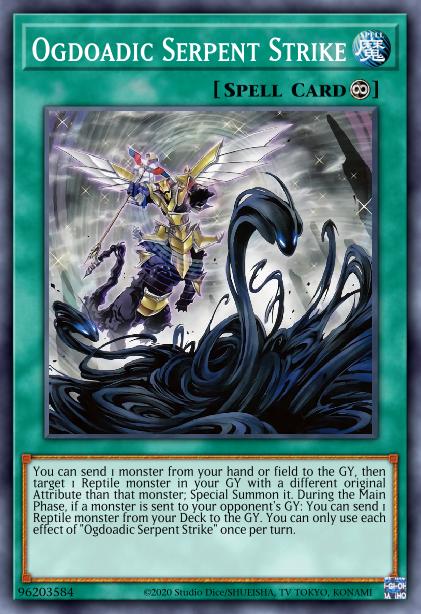 OGDOADIC SERPENT STRIKE
SPELL
魔
[SPELL CARD]
You can send 1 monster from your hand or field to the GY, then
target 1 Reptile monster in your GY with a different original
Attribute than that monster; Special Summon it. During the Main
Phase, if a monster is sent to your opponent's GY: You can send 1
Reptile monster from your Deck to the GY. You can only use each
effect of "Ogdoadic Serpent Strike" once per turn.
96203584
©2020 Studio Dice/SHUEISHA, TV TOKYO, KONAMI